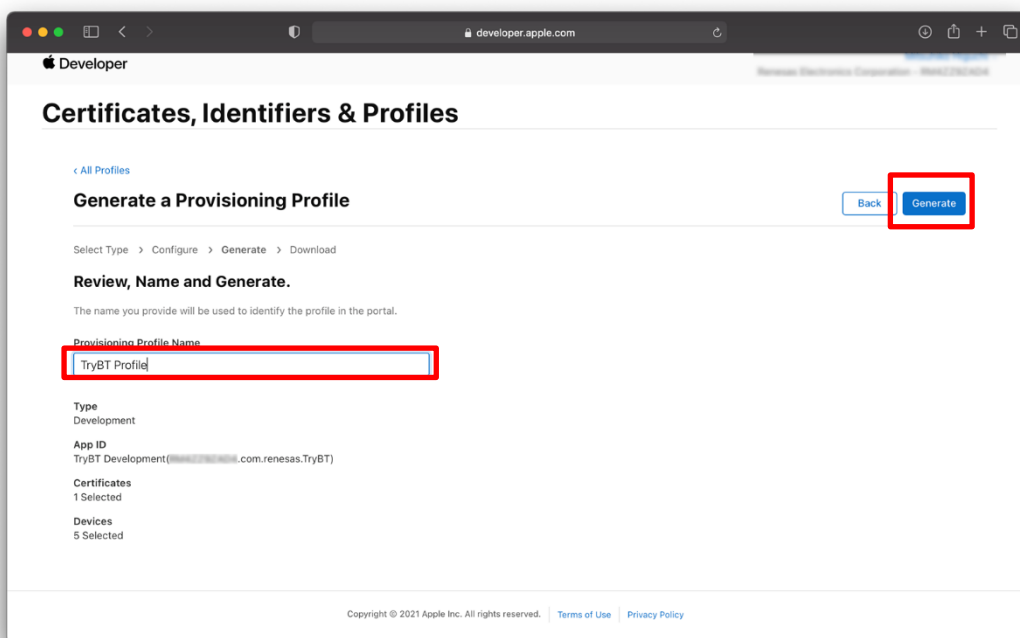 developer.apple.com
Developer
Certificates, Identifiers & Profiles
‹ All Profiles
Generate a Provisioning Profile
Back
Generate
Select Type > Configure > Generate > Download
Review, Name and Generate.
The name you provide will be used to identify the profile in the portal.
Provisioning Profile Name
TryBT Profile
Type
Development
App ID
TryBT Development( .com.renesas.TryBT)
Certificates
1 Selected
Devices
5 Selected
Copyright © 2021 Apple Inc. All rights reserved. Terms of Use Privacy Policy